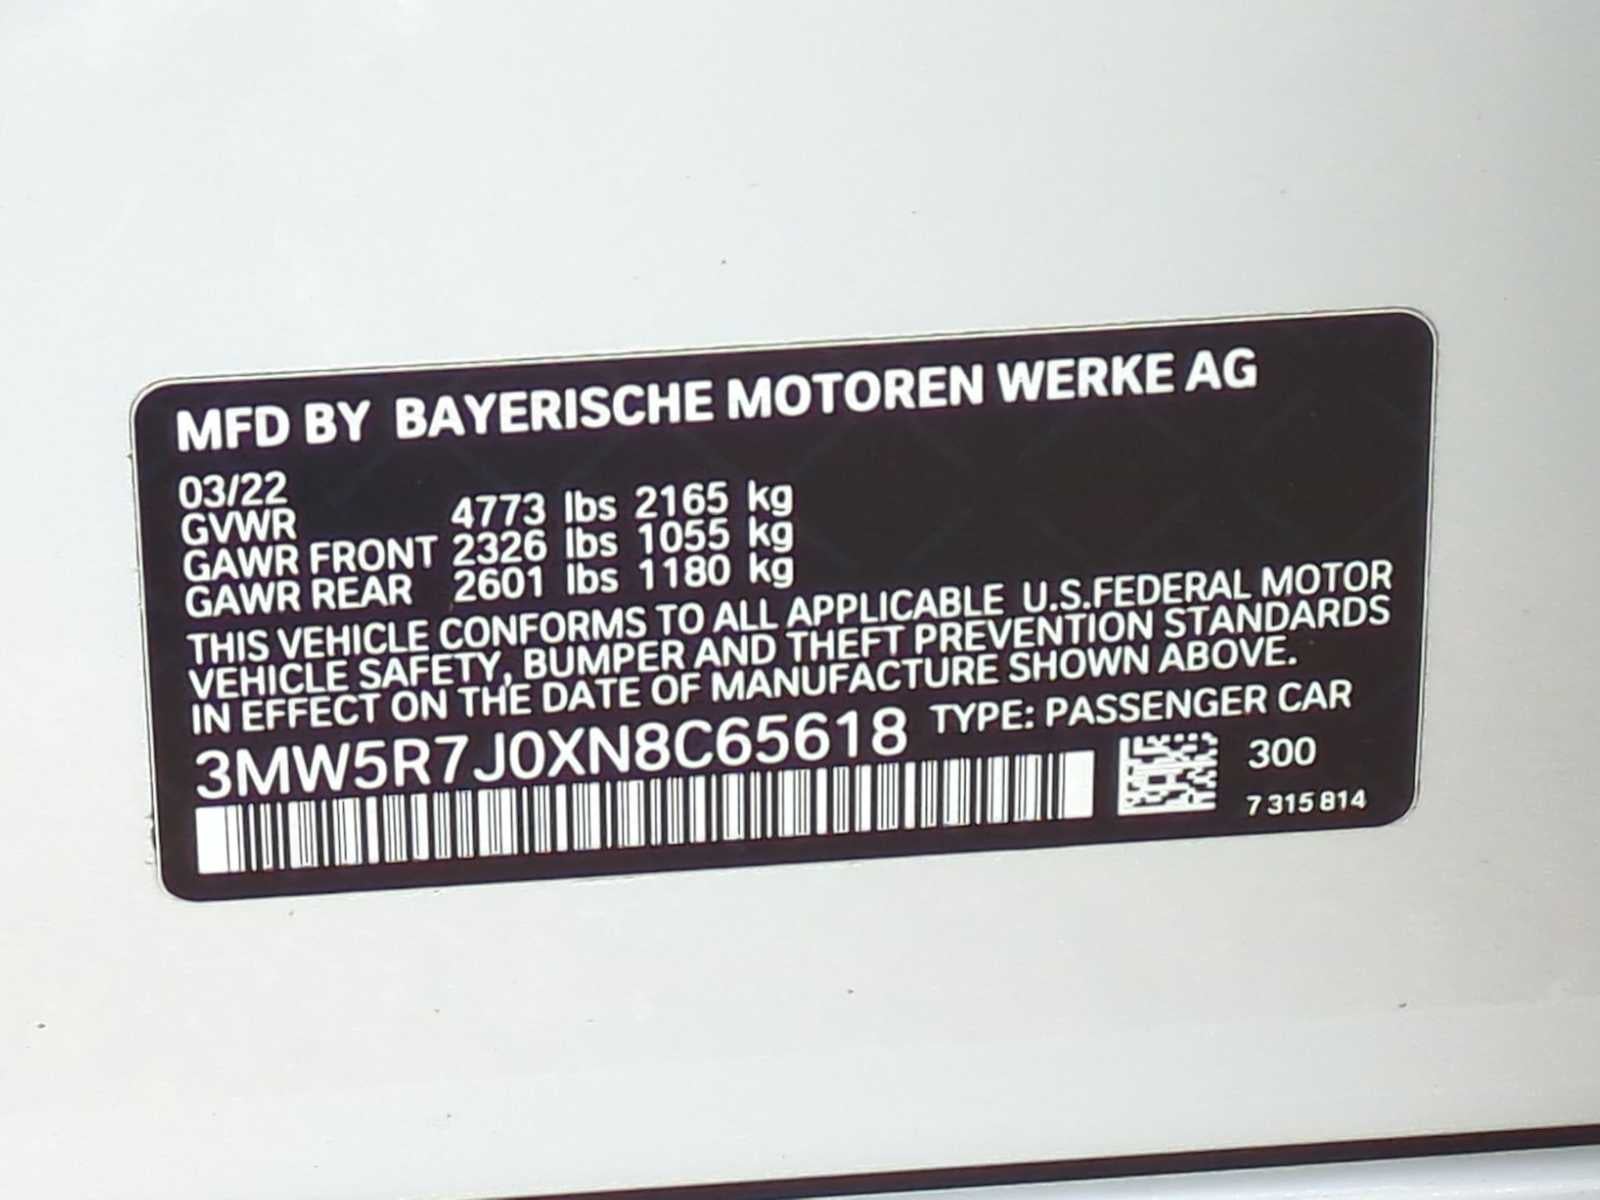 MFD BY BAYERISCHE MOTOREN WERKE AG
03/22
GVWR 4773 lbs 2165 kg
GAWR FRONT 2326 lbs 1055 kg
GAWR REAR 2601 lbs 1180 kg
THIS VEHICLE CONFORMS TO ALL APPLICABLE U.S.FEDERAL MOTOR
VEHICLE SAFETY, BUMPER AND THEFT PREVENTION STANDARDS
IN EFFECT ON THE DATE OF MANUFACTURE SHOWN ABOVE.
3MW5R7J0XN8C65618 TYPE: PASSENGER CAR
300
7 315 814